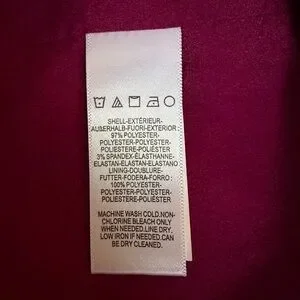 SHELL-EXTÉRIEUR-
AUßERHALB-FUORI-EXTERIOR
97% POLYESTER-
POLYESTER-POLYESTER-
POLIESTERE-POLIÉSTER
3% SPANDEX-ÉLASTHANNE-
ELASTAN-ELASTAN-ELASTANO
LINING-DOUBLURE-
FUTTER-FODERA-FORRO :
100% POLYESTER-
POLYESTER-POLYESTER-
POLIESTERE-POLIÉSTER
MACHINE WASH COLD.NON-
CHLORINE BLEACH ONLY
WHEN NEEDED.LINE DRY.
LOW IRON IF NEEDED.CAN
BE DRY CLEANED.